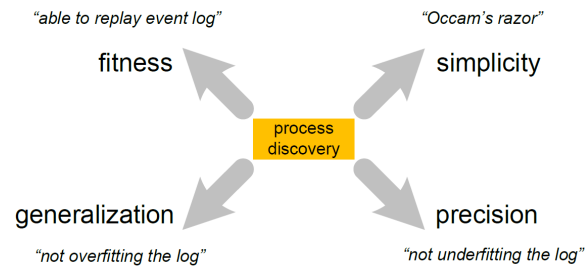 “able to replay event log”
“Occam’s razor”
fitness
simplicity
process
discovery
generalization
precision
“not overfitting the log”
“not underfitting the log”